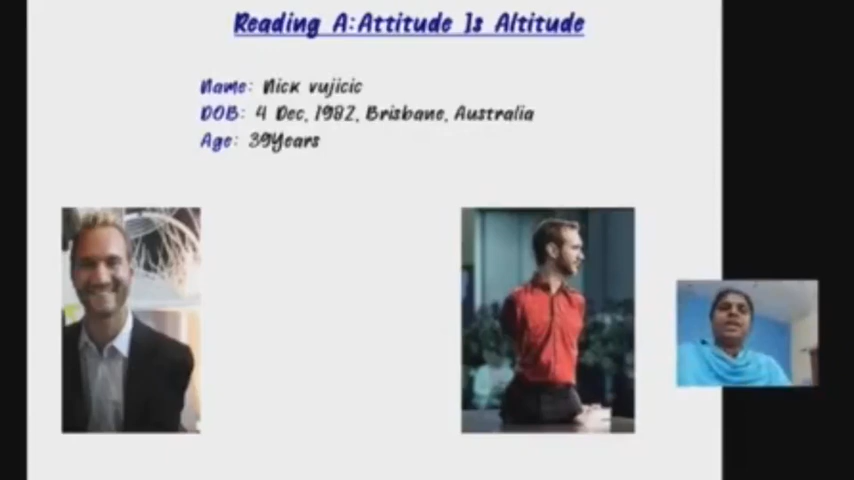 Reading A:Attitude Is Altitude
Name: Nick vujicic
DOB: 4 Dec, 1982, Brisbane, Australia
Age: 39Years